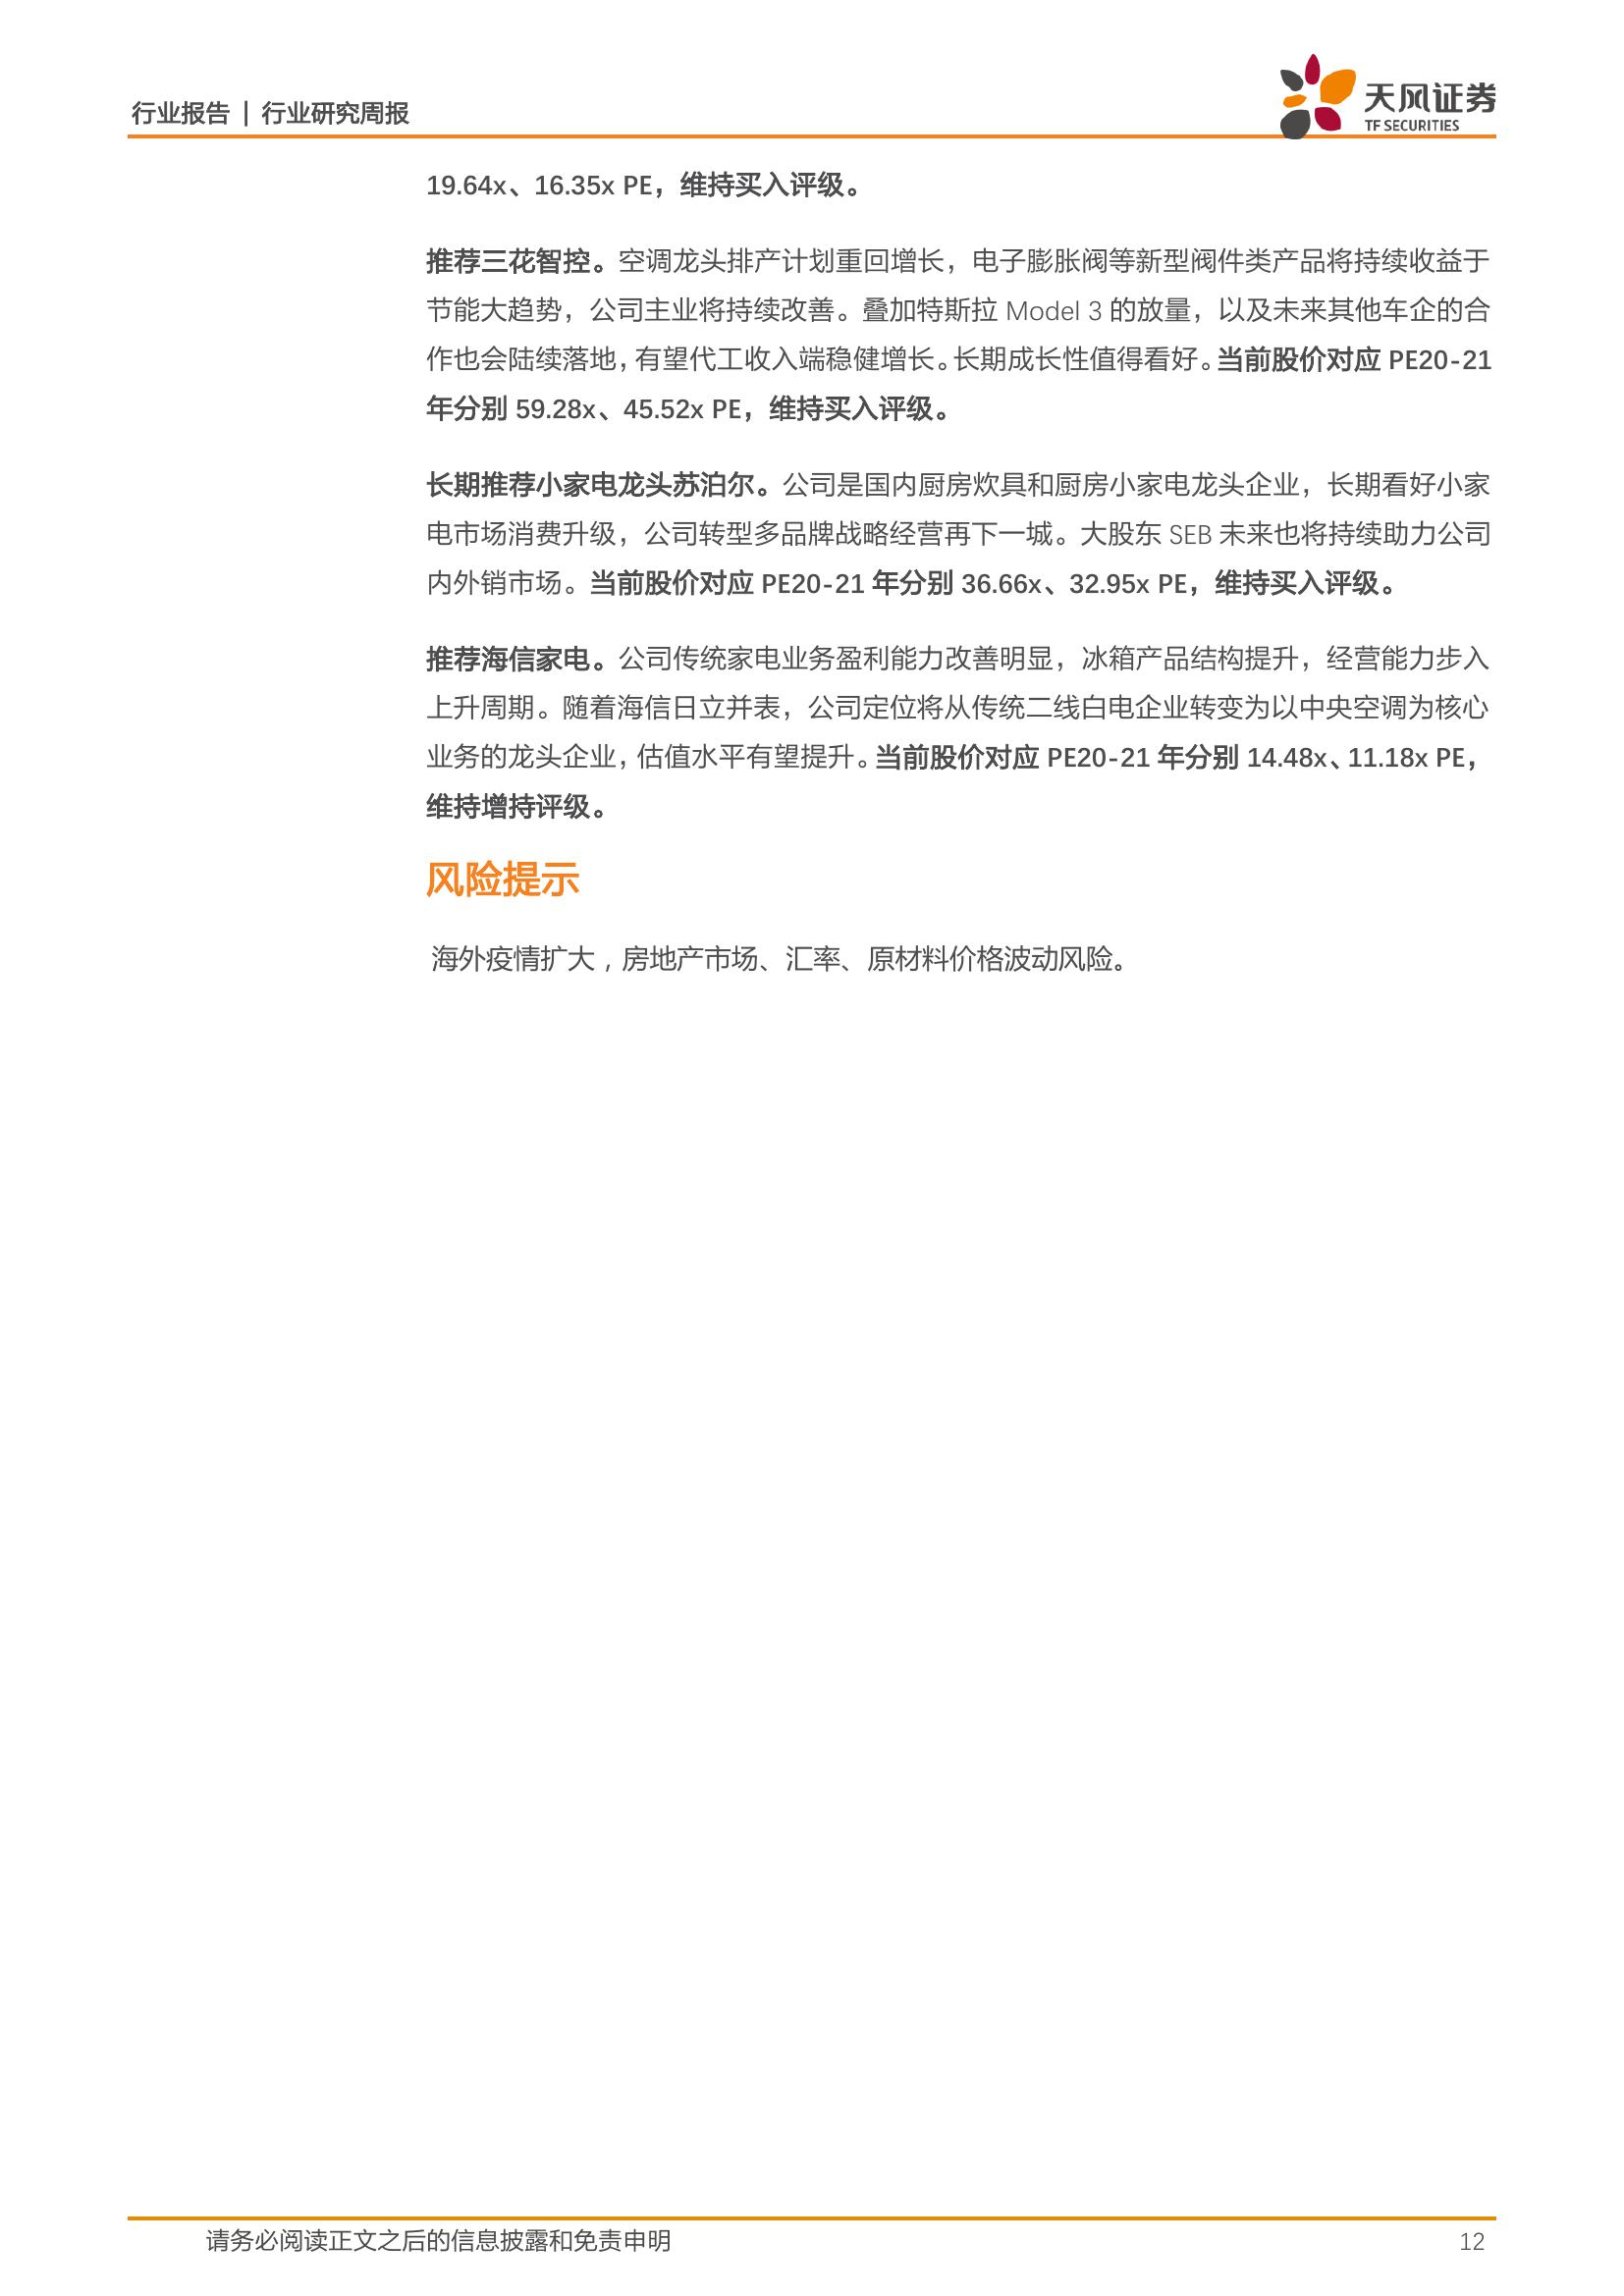 行业报告 | 行业研究周报
天风证券
TF SECURITIES
19.64x、16.35x PE，维持买入评级。
推荐三花智控。空调龙头排产计划重回增长，电子膨胀阀等新型阀件类产品将持续收益于
节能大趋势，公司主业将持续改善。叠加特斯拉 Model 3 的放量，以及未来其他车企的合
作也会陆续落地，有望代工收入端稳健增长。长期成长性值得看好。当前股价对应 PE20-21
年分别 59.28x、45.52x PE，维持买入评级。
长期推荐小家电龙头苏泊尔。公司是国内厨房炊具和厨房小家电龙头企业，长期看好小家
电市场消费升级，公司转型多品牌战略经营再下一城。大股东 SEB 未来也将持续助力公司
内外销市场。当前股价对应 PE20-21 年分别 36.66x、32.95x PE，维持买入评级。
推荐海信家电。公司传统家电业务盈利能力改善明显，冰箱产品结构提升，经营能力步入
上升周期。随着海信日立并表，公司定位将从传统二线白电企业转变为以中央空调为核心
业务的龙头企业，估值水平有望提升。当前股价对应 PE20-21 年分别 14.48x、11.18x PE，
维持增持评级。
风险提示
海外疫情扩大，房地产市场、汇率、原材料价格波动风险。
请务必阅读正文之后的信息披露和免责申明
12